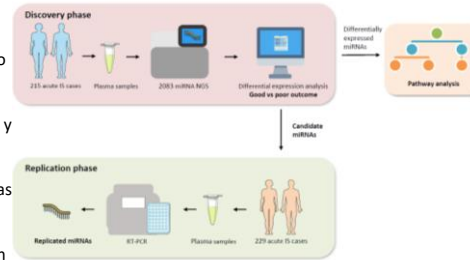 Discovery phase
215 acute IS cases
Plasma samples
2083 miRNA NGS
Differential expression analysis
Good vs poor outcome
Differentially
expressed
miRNAs
Pathway analysis
o
y
Candidate
miRNAs
Replication phase
as
Replicated miRNAs
RT-PCR
Plasma samples
229 acute IS cases
n